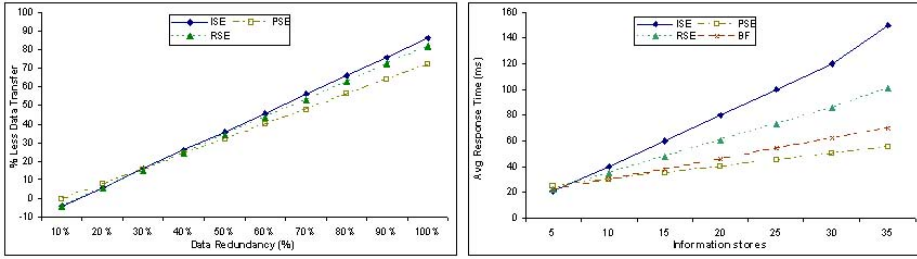 ISE PSE
RSE
% Less Data Transfer
100
90
80
70
60
50
40
30
20
10
0
-10
10% 20% 30% 40% 50% 60% 70% 80% 90% 100%
Data Redundancy (%)
ISE PSE
RSE BF
Avg Response Time (ms)
160
140
120
100
80
60
40
20
0
5 10 15 20 25 30 35
Information stores